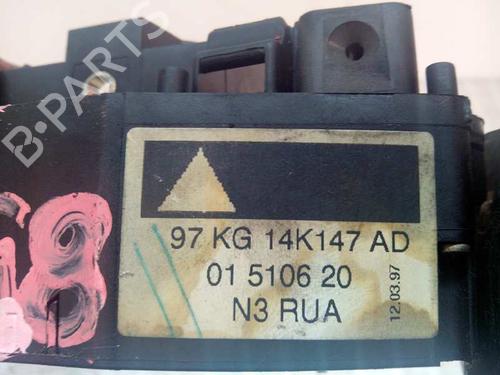 B-PARTS
97 KG 14K147 AD
01 5106 20
N3 RUA
12.03.97